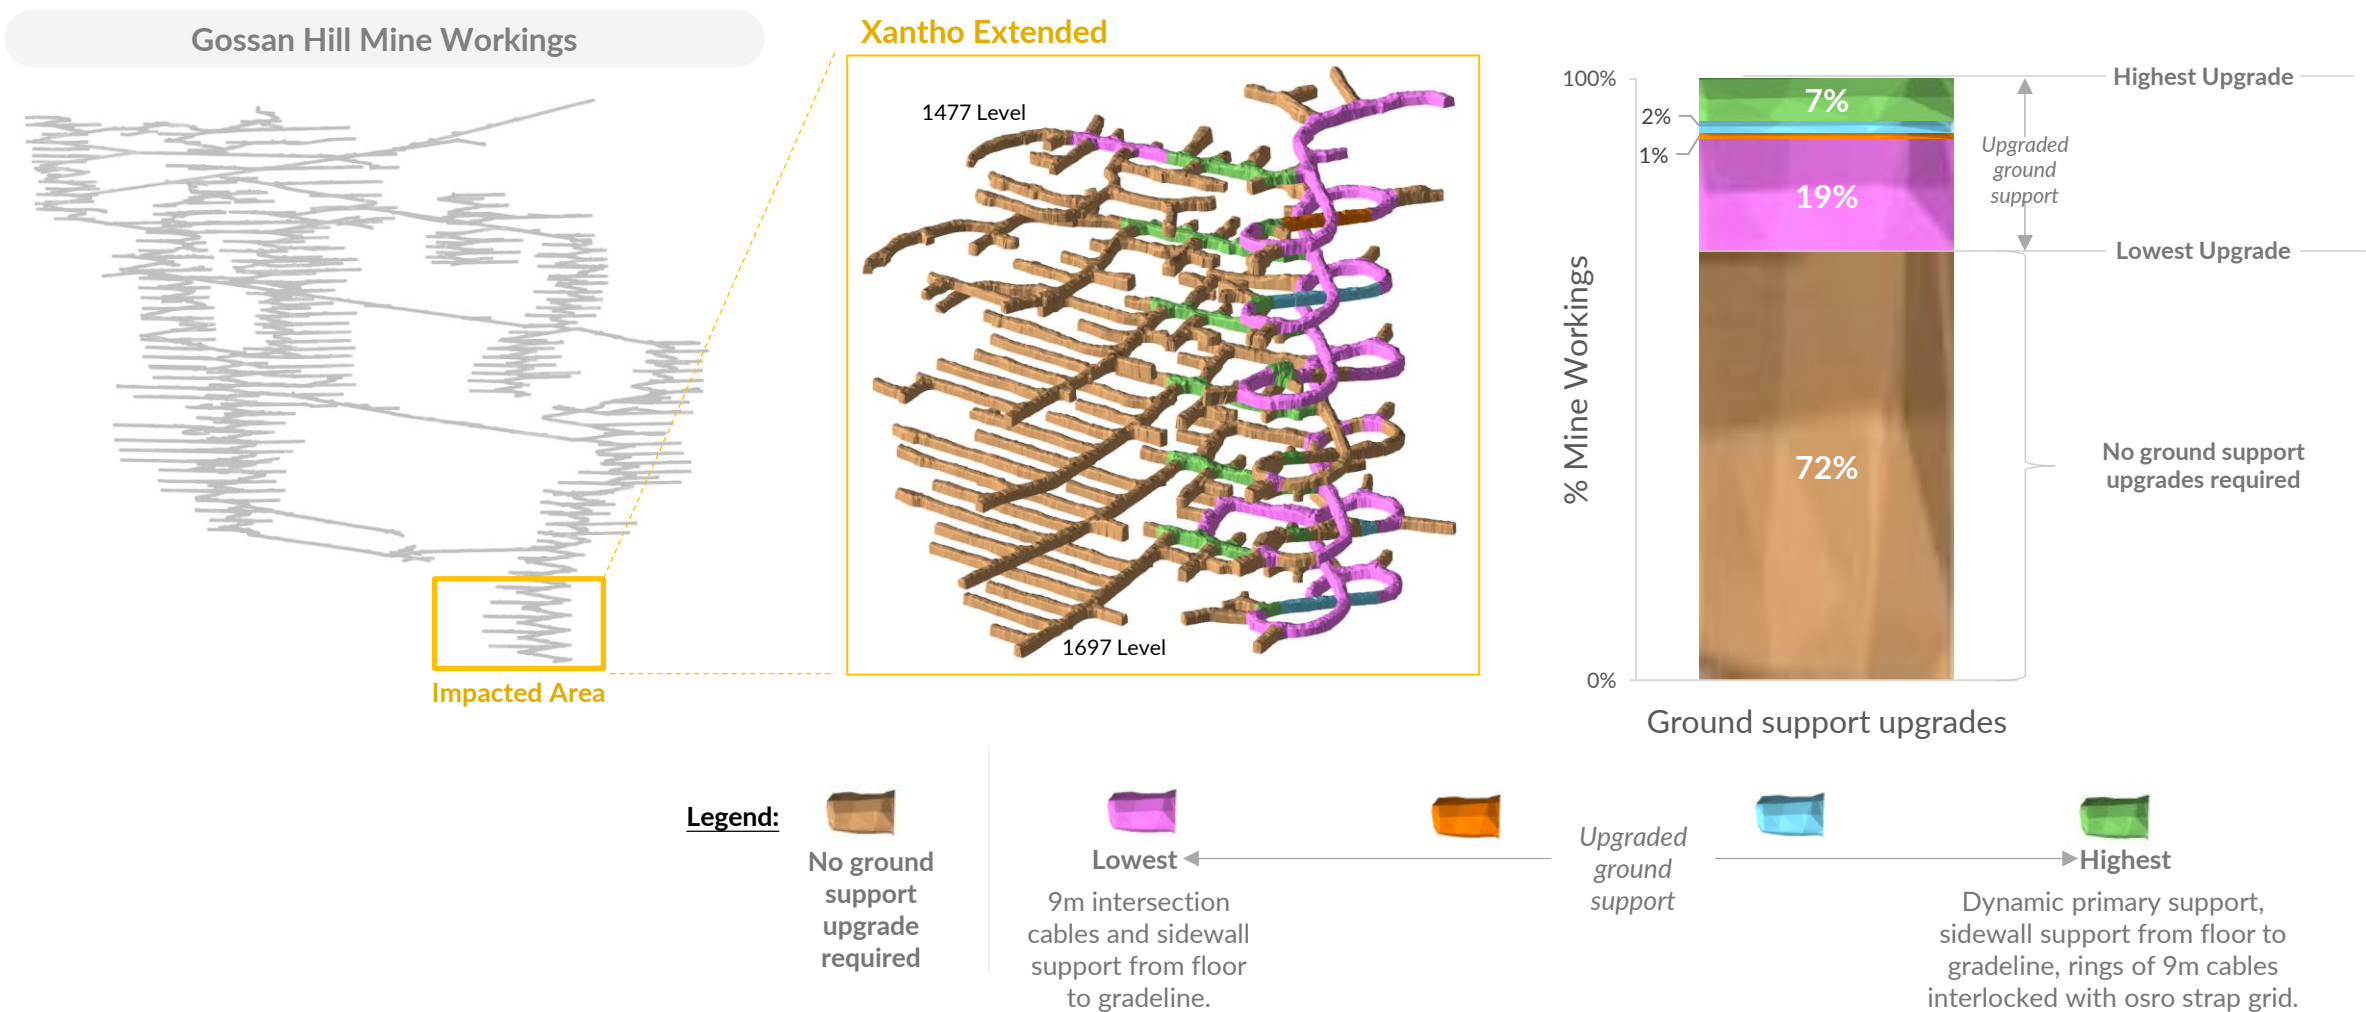 Gossan Hill Mine Workings
Impacted Area
Xantho Extended
1477 Level
1697 Level
% Mine Workings
100%
2%
1%
0%
7%
19%
72%
Ground support upgrades
Highest Upgrade
Upgraded
ground
support
Lowest Upgrade
No ground support
upgrades required
Legend:
No ground
support
upgrade
required
Lowest
9m intersection
cables and sidewall
support from floor
to gradeline.
Upgraded
ground
support
Highest
Dynamic primary support,
sidewall support from floor to
gradeline, rings of 9m cables
interlocked with osro strap grid.